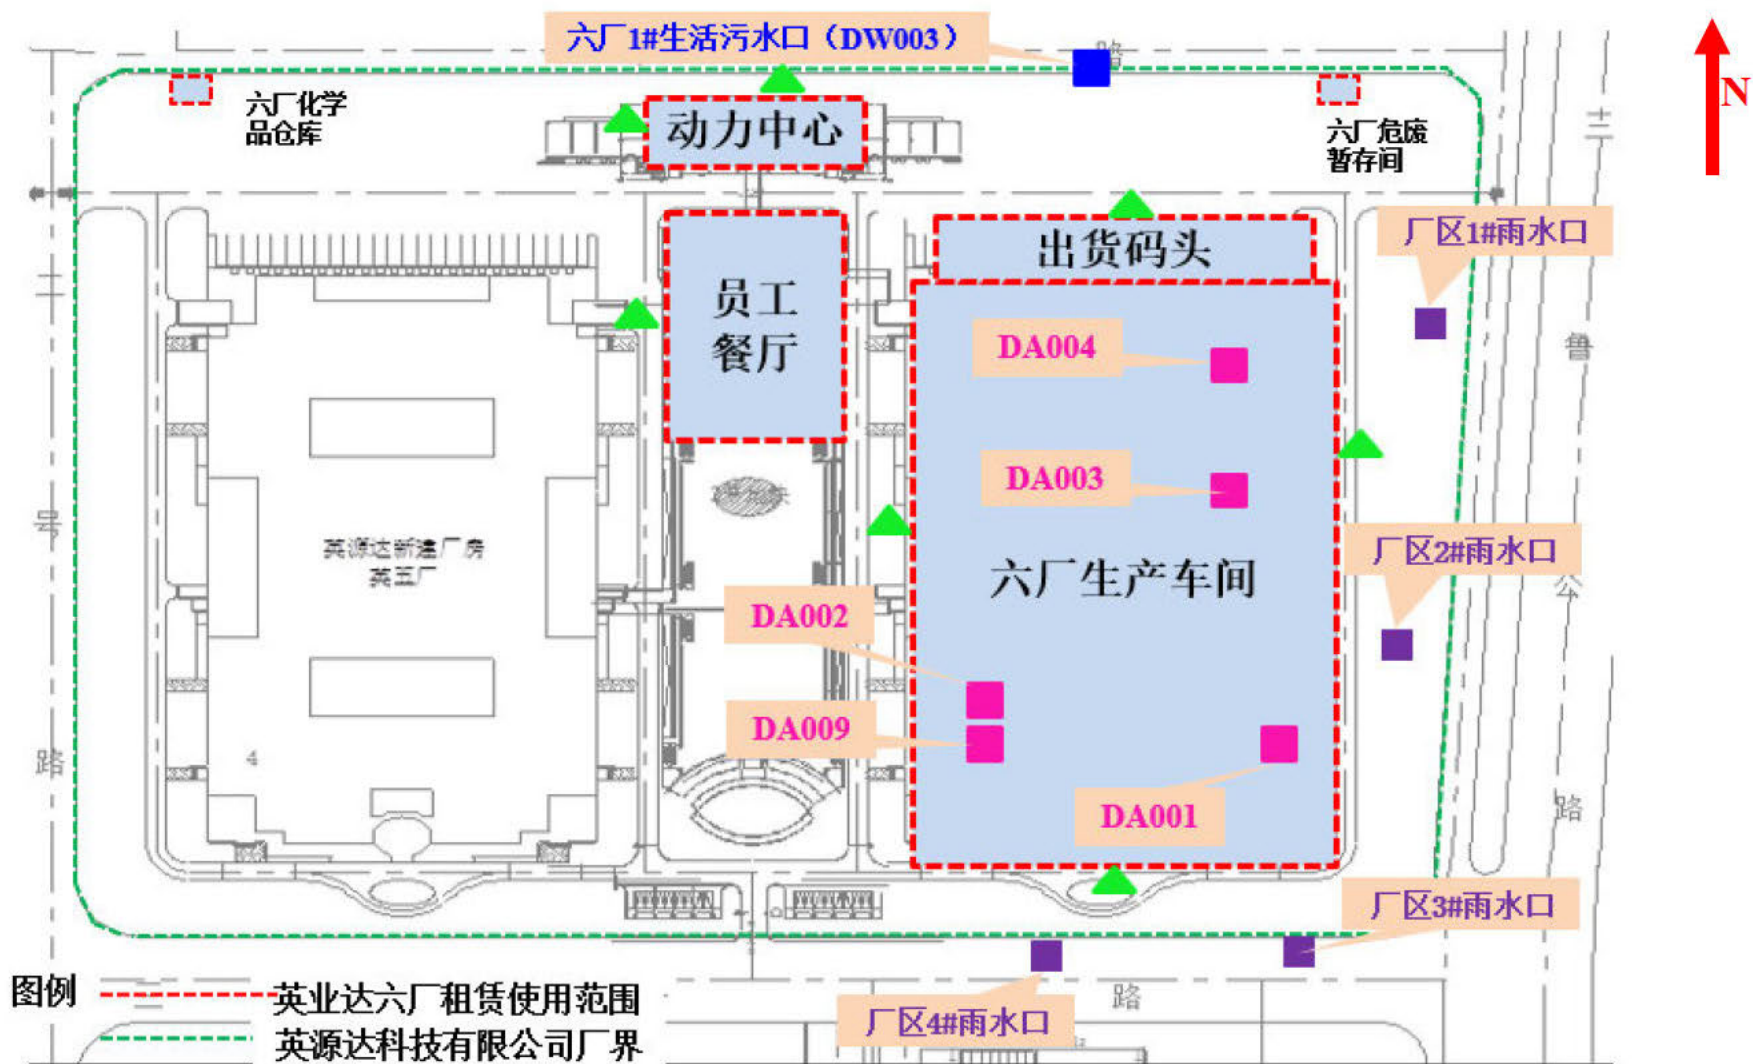 六厂1#生活污水口（DW003）
路
N
六厂化学
品仓库
动力中心
六厂危废
暂存间
三
厂区1#雨水口
出货码头
二
员工
餐厅
鲁
DA004
DA003
号
英源达新建厂房
英五厂
厂区2#雨水口
公
六厂生产车间
DA002
DA009
路
4
DA001
路
厂区3#雨水口
图例
英业达六厂租赁使用范围
路
厂区4#雨水口
英源达科技有限公司厂界